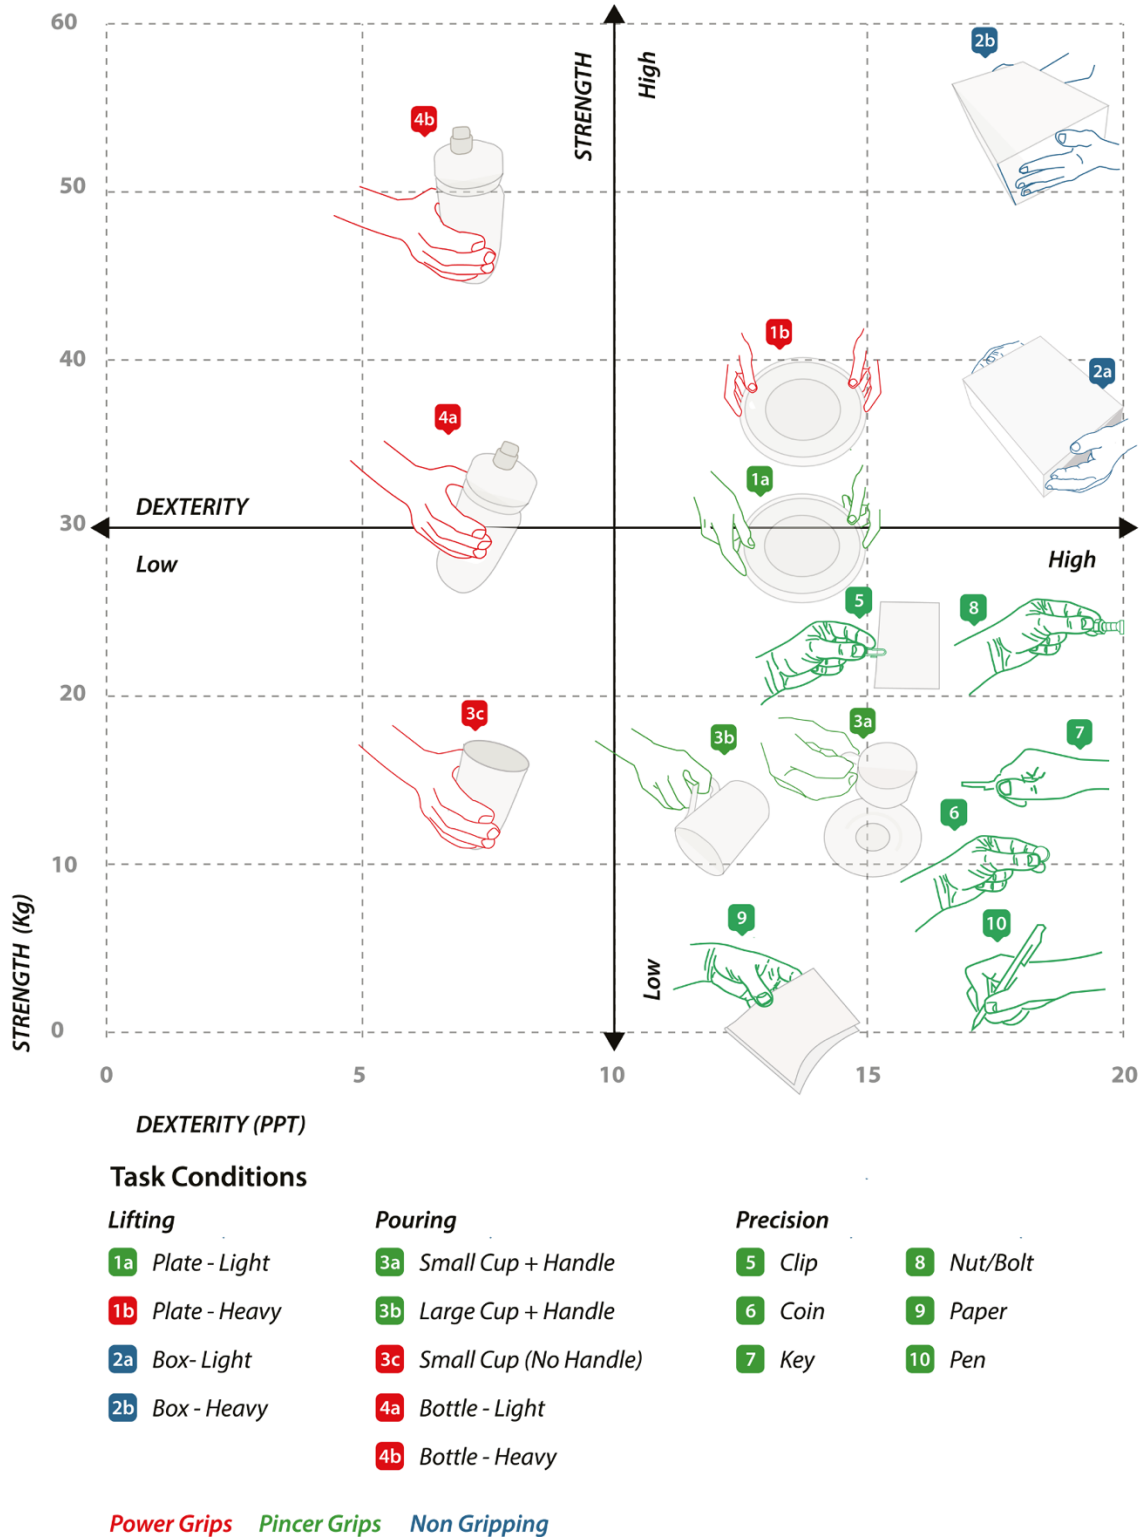 60
STRENGTH
High
2b
4b
50
40
1b
2a
4a
1a
DEXTERITY
30
Low
High
5
8
20
3c
3b
3a
7
6
10
9
10
STRENGTH (Kg)
Low
0
0
5
10
15
20
DEXTERITY (PPT)
Task Conditions
Lifting
Pouring
Precision
1a Plate - Light
3a Small Cup + Handle
5 Clip
8 Nut/Bolt
1b Plate - Heavy
3b Large Cup + Handle
6 Coin
9 Paper
2a Box- Light
3c Small Cup (No Handle)
7 Key
10 Pen
2b Box - Heavy
4a Bottle - Light
4b Bottle - Heavy
Power Grips Pincer Grips Non Gripping